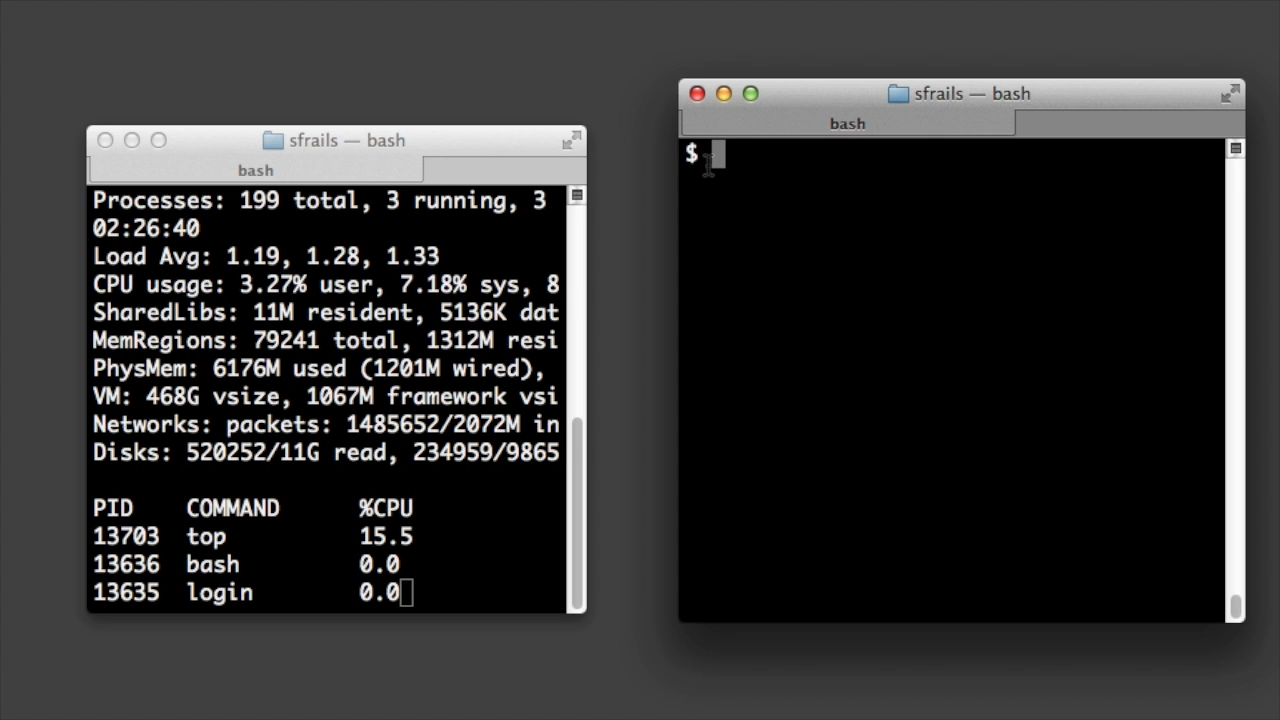 sfrails — bash
bash
Processes: 199 total, 3 running, 3
02:26:40
Load Avg: 1.19, 1.28, 1.33
CPU usage: 3.27% user, 7.18% sys, 8
SharedLibs: 11M resident, 5136K dat
MemRegions: 79241 total, 1312M resi
PhysMem: 6176M used (1201M wired),
VM: 468G vsize, 1067M framework vsi
Networks: packets: 1485652/2072M in
Disks: 520252/11G read, 234959/9865
PID COMMAND %CPU
13703 top 15.5
13636 bash 0.0
13635 login 0.0
sfrails — bash
bash
$